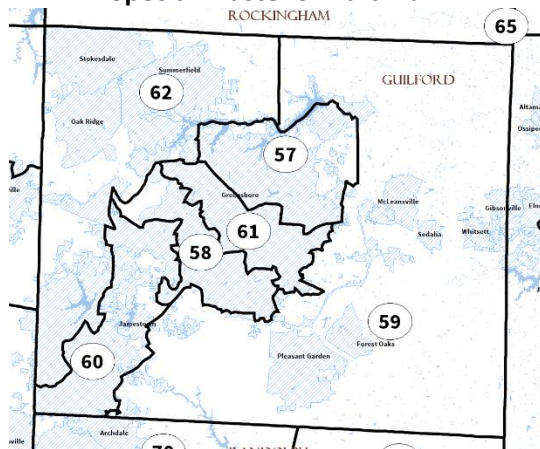 ROCKINGHAM
65
Stokesdale
Summerfield
GUILFORD
62
Oak Ridge
57
Greensboro
McLeansville
Gibsonville
61
Sedalia
Whitsett
58
59
Jamestown
Forest Oaks
Pleasant Garden
60
Archdale